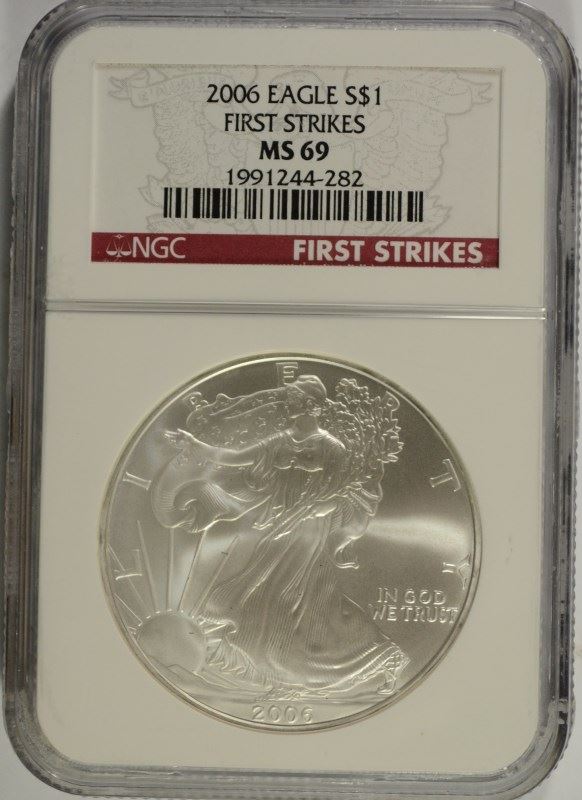 2006 EAGLE S$1
FIRST STRIKES
MS 69
1991244-282
NGC FIRST STRIKES
LIBERTY
IN GOD
WE TRUST
2006